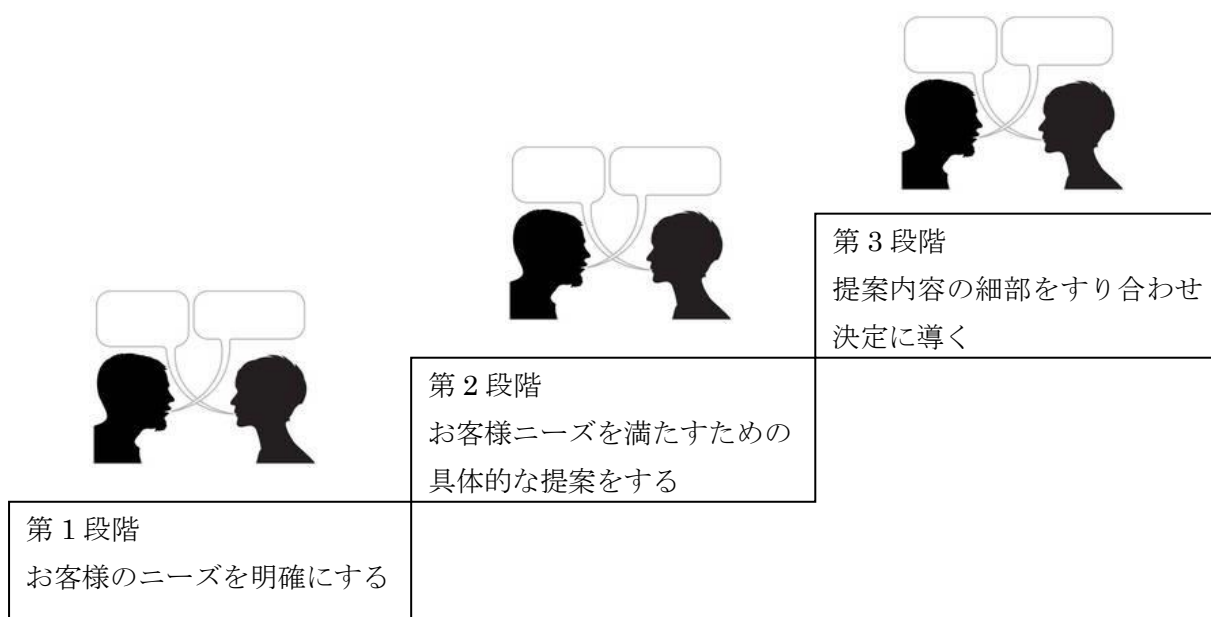 第1段階
お客様のニーズを明確にする
第2段階
お客様ニーズを満たすための
具体的な提案をする
第3段階
提案内容の細部をすり合わせ
決定に導く